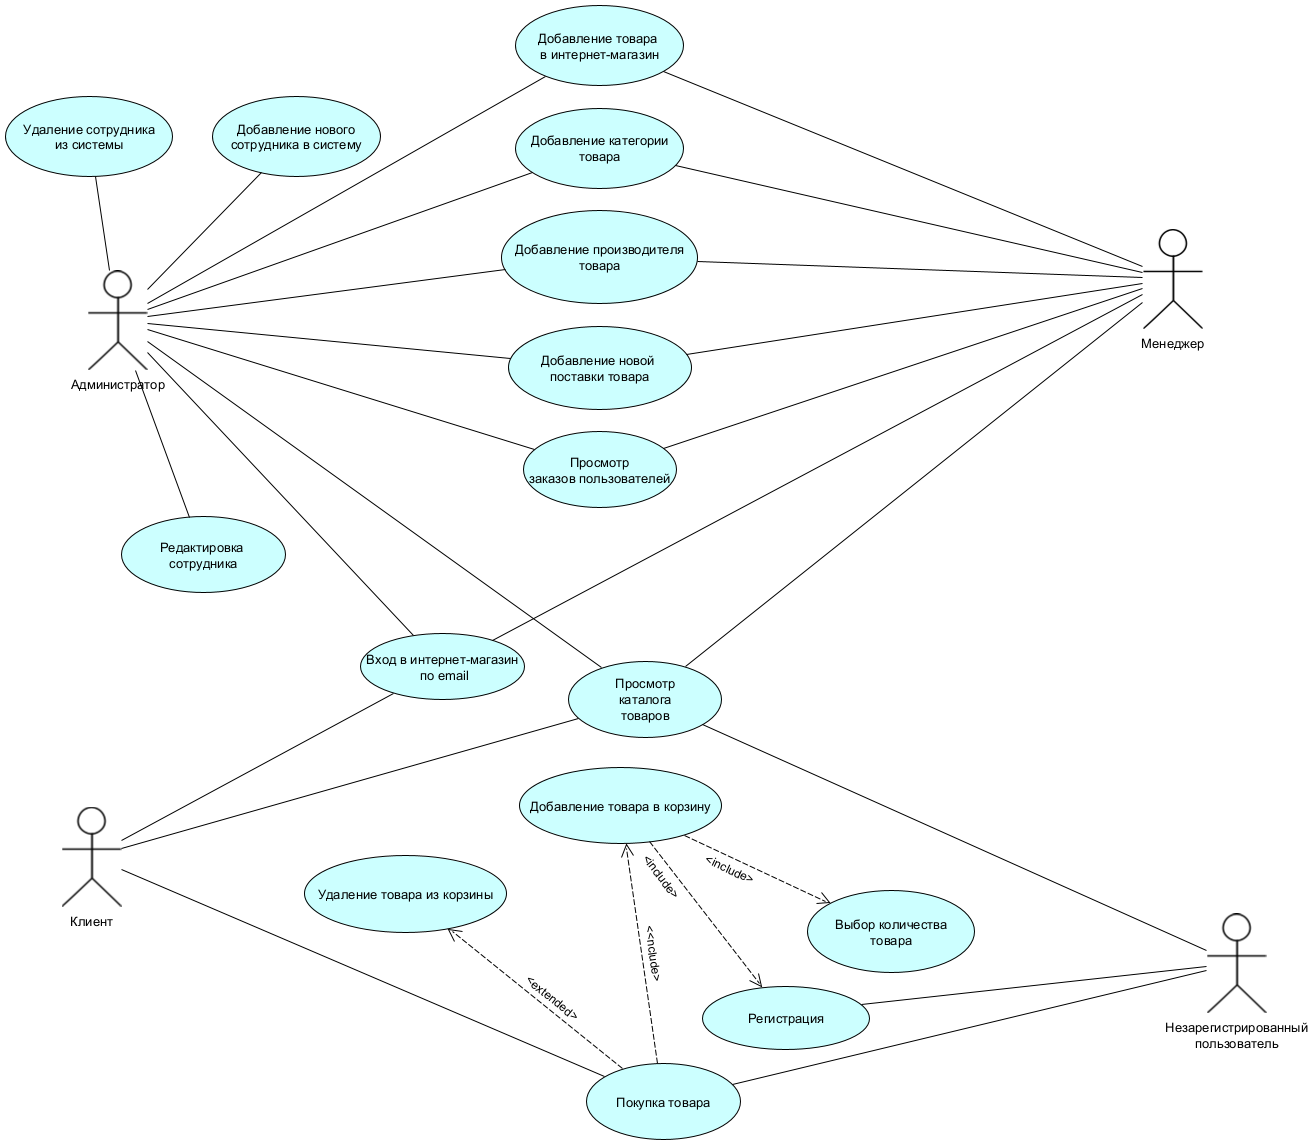 Добавление товара
в интернет-магазин
Удаление сотрудника
из системы
Добавление нового
сотрудника в систему
Добавление категории
товара
Добавление производителя
товара
Менеджер
Добавление новой
поставки товара
Администратор
Просмотр
заказов пользователей
Редактировка
сотрудника
Вход в интернет-магазин
по email
Просмотр
каталога
товаров
Добавление товара в корзину
<include>
<include>
Удаление товара из корзины
Клиент
Выбор количества
товара
<<nclude>
<extended>
Регистрация
Незарегистрированный
пользователь
Покупка товара